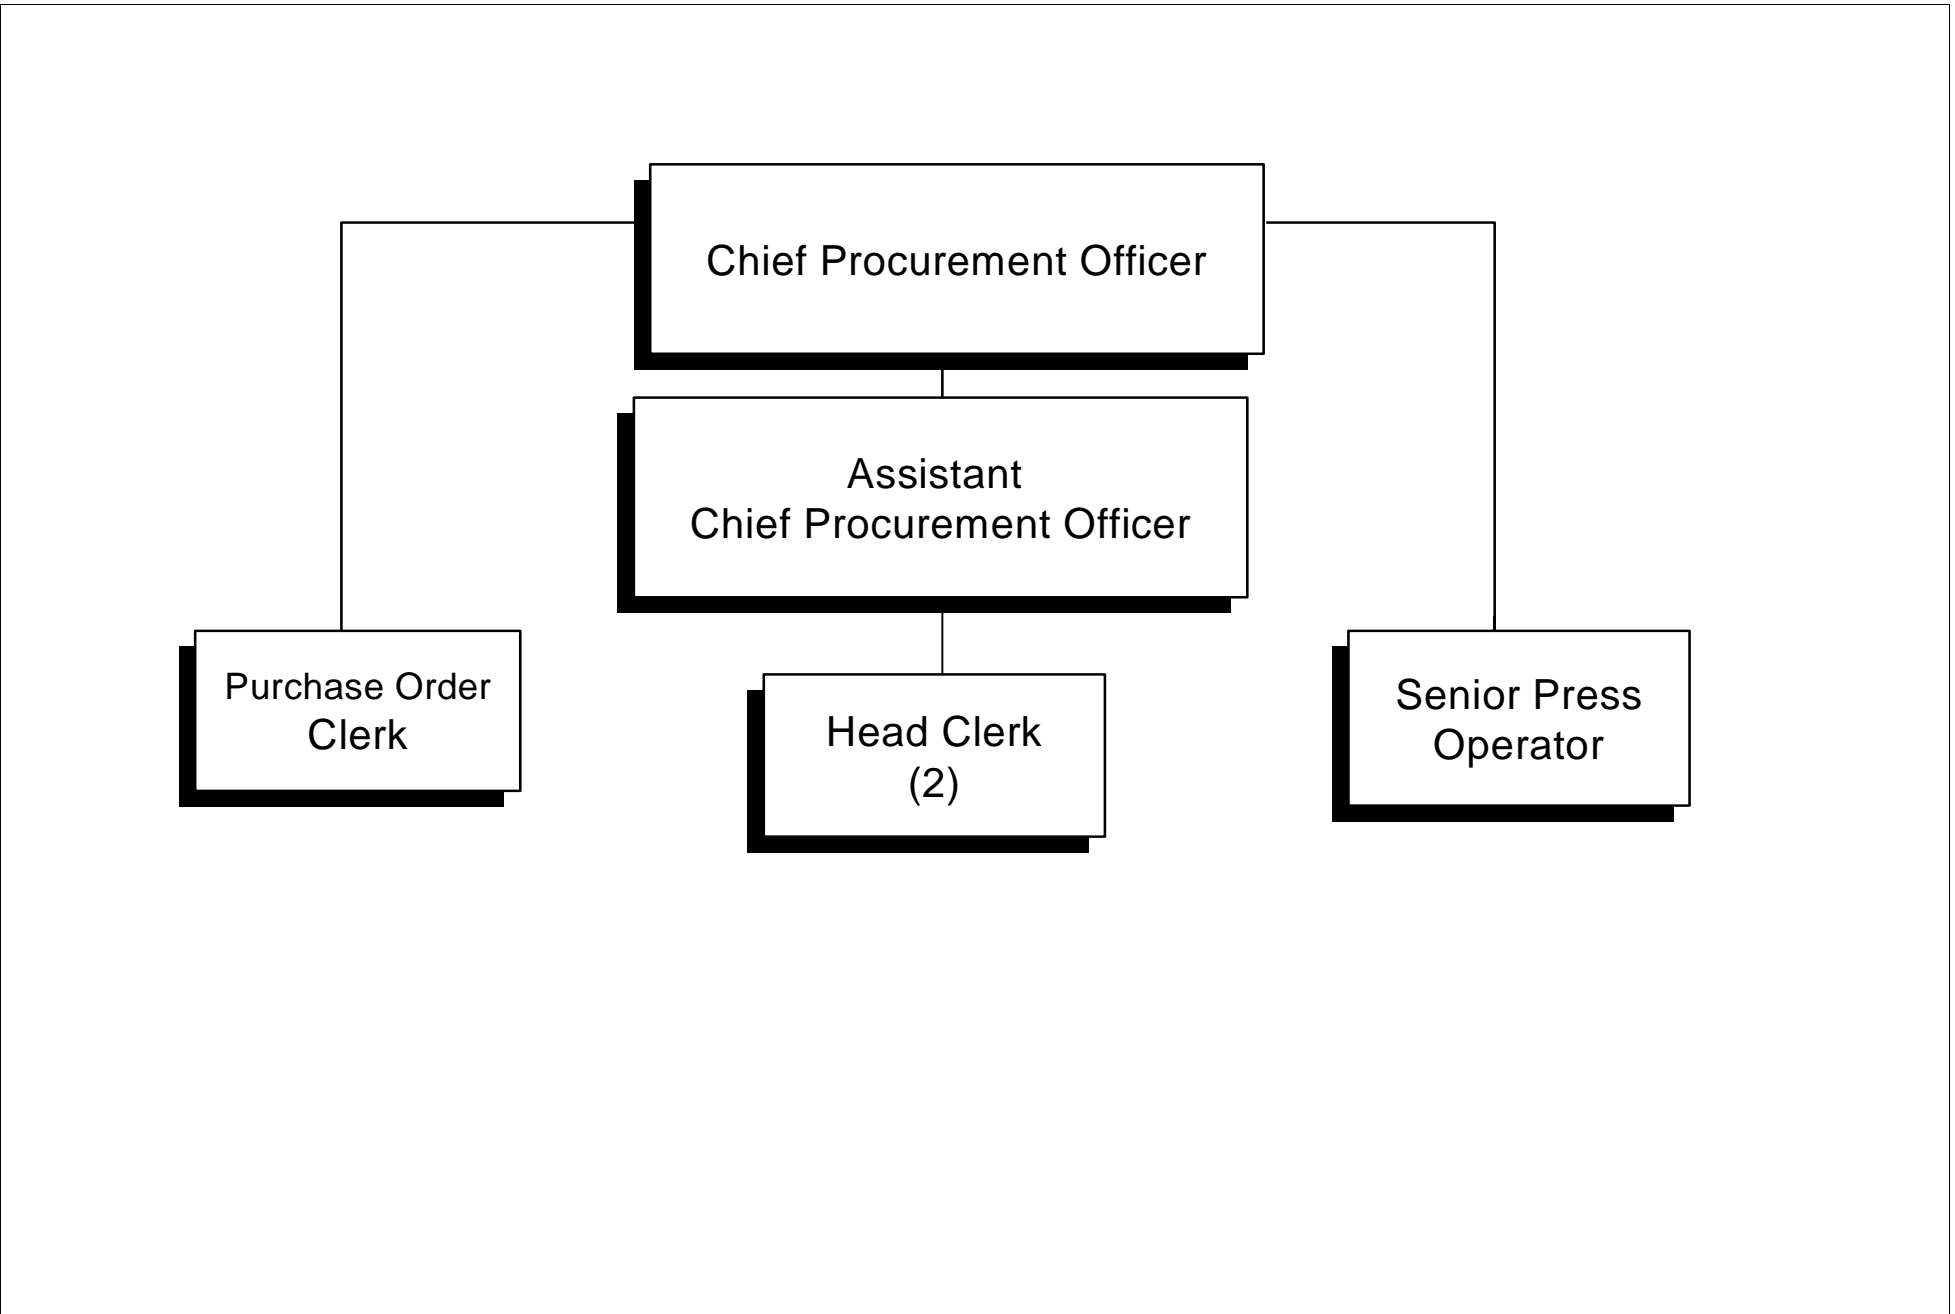 Chief Procurement Officer
Assistant
Chief Procurement Officer
Purchase Order
Clerk
Head Clerk
(2)
Senior Press
Operator